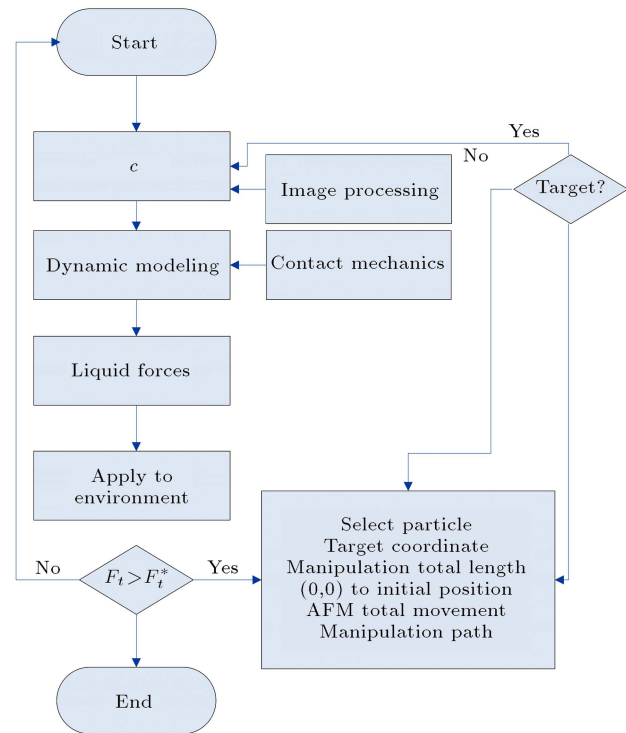 Start
Yes
c
No
Target?
Image processing
Dynamic modeling
Contact mechanics
Liquid forces
Apply to
environment
Select particle
Target coordinate
Manipulation total length
(0,0) to initial position
AFM total movement
Manipulation path
No
F_t > F_t^*
Yes
End